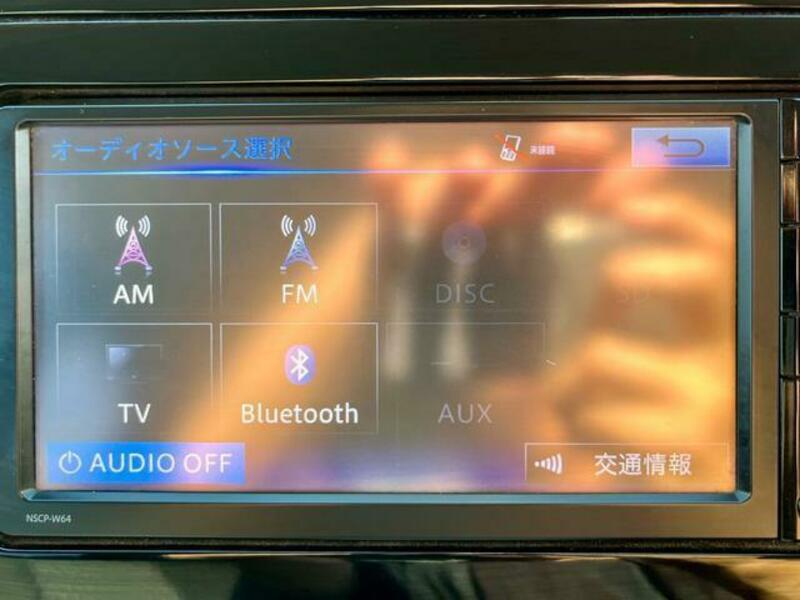 オーディオソース選択
未接続
AM
FM
DISC
SD
TV
Bluetooth
AUX
AUDIO OFF
交通情報
NSCP-W64